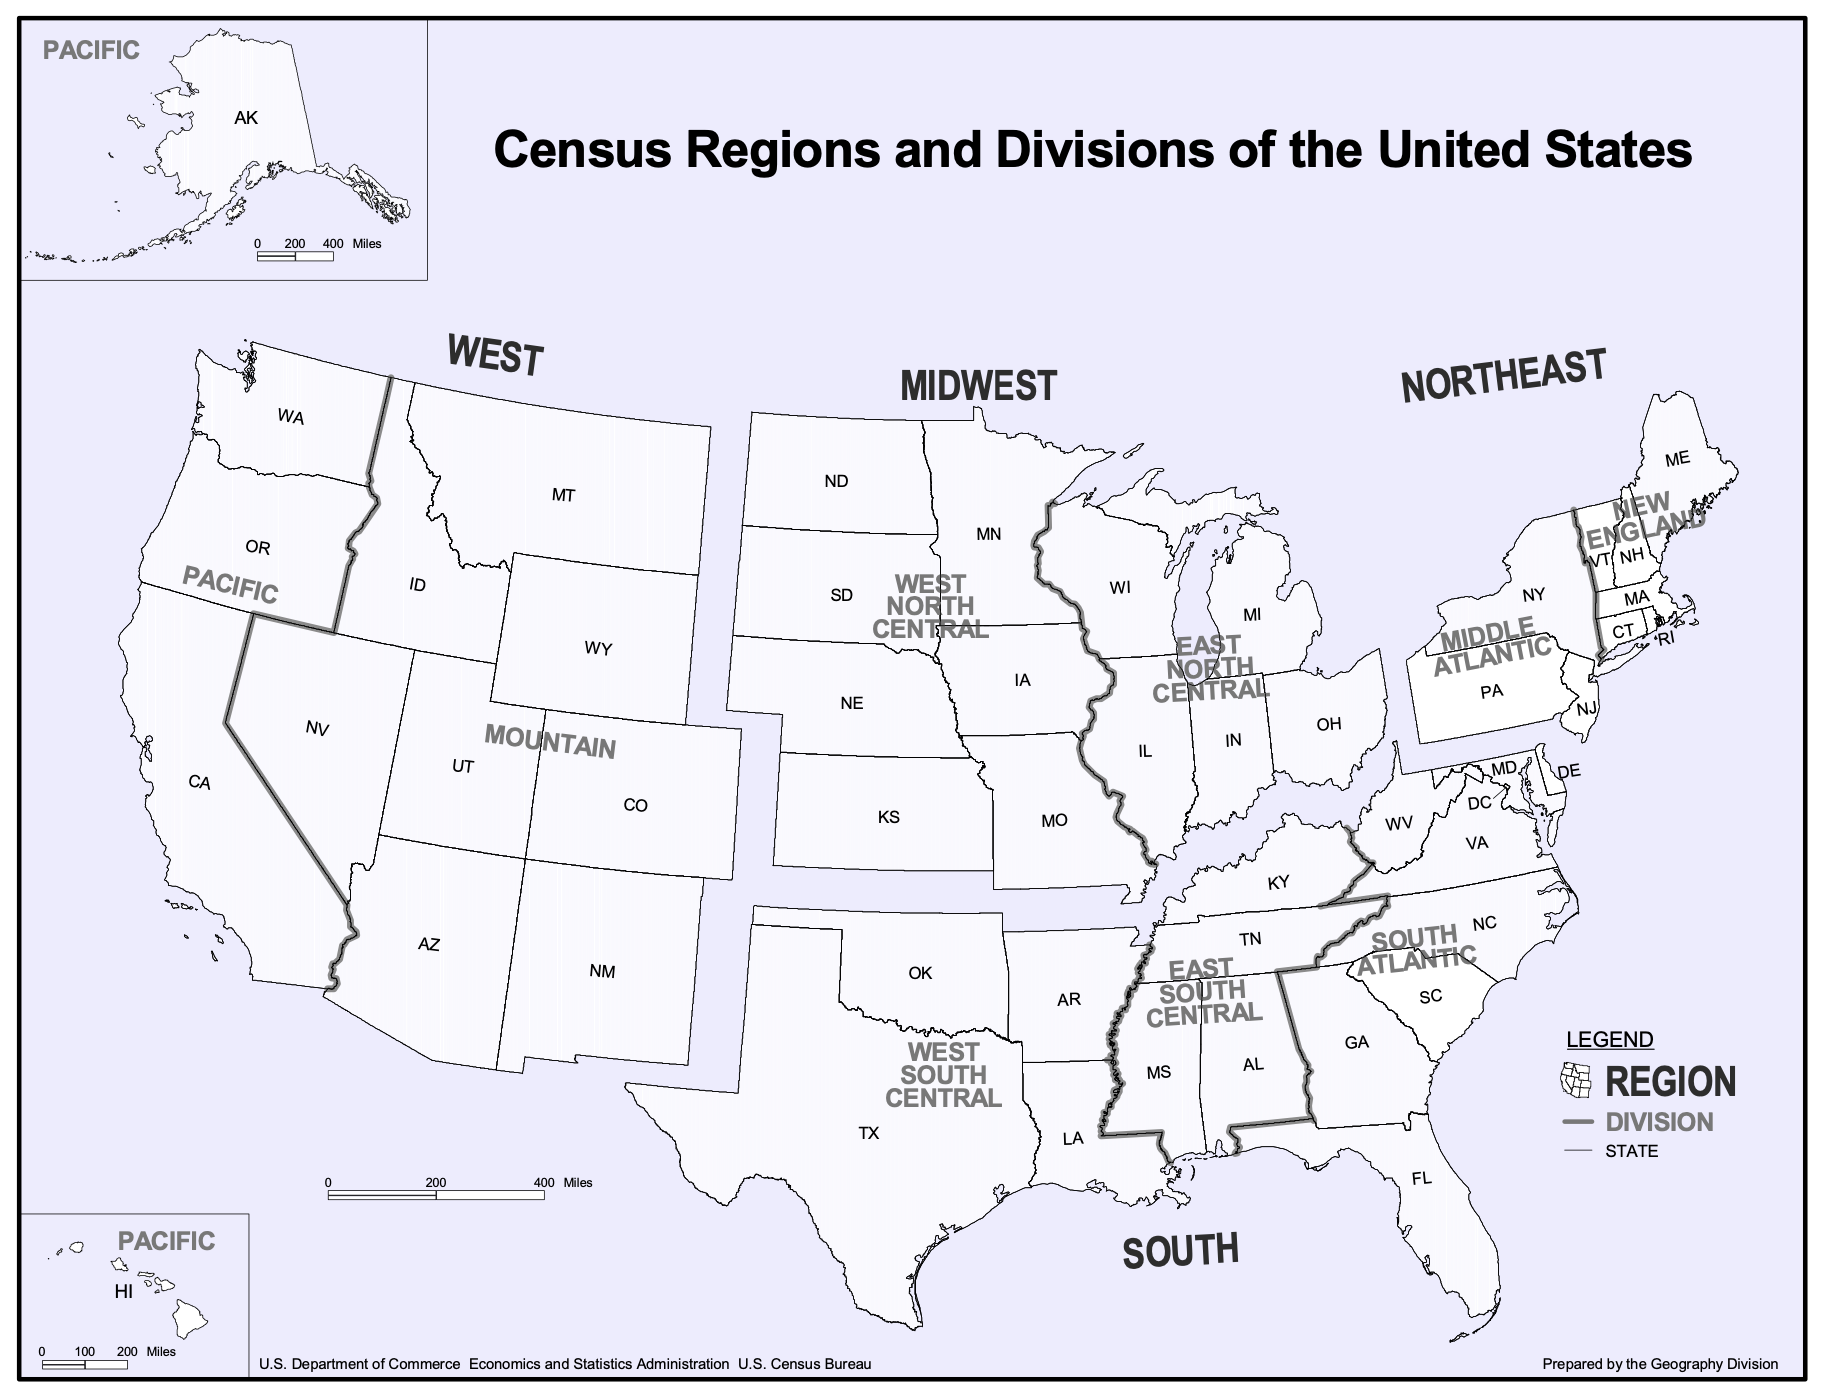 PACIFIC
AK
0 200 400 Miles
Census Regions and Divisions of the United States
WEST
MIDWEST
NORTHEAST
WA
OR
PACIFIC
CA
MT
ID
WY
NV
MOUNTAIN
UT
CO
AZ
NM
ND
MN
SD
WEST
NORTH
CENTRAL
NE
IA
KS
MO
WI
MI
EAST
NORTH
CENTRAL
IL
IN
OH
ME
NEW
ENGLAND
VT
NH
MA
CT
RI
NY
MIDDLE
ATLANTIC
PA
NJ
MD
DE
DC
WV
VA
KY
NC
TN
SOUTH
ATLANTIC
SC
GA
FL
EAST
SOUTH
CENTRAL
MS
AL
OK
AR
WEST
SOUTH
CENTRAL
TX
LA
SOUTH
LEGEND
REGION
DIVISION
STATE
0 200 400 Miles
PACIFIC
HI
0 100 200 Miles
U.S. Department of Commerce Economics and Statistics Administration U.S. Census Bureau
Prepared by the Geography Division